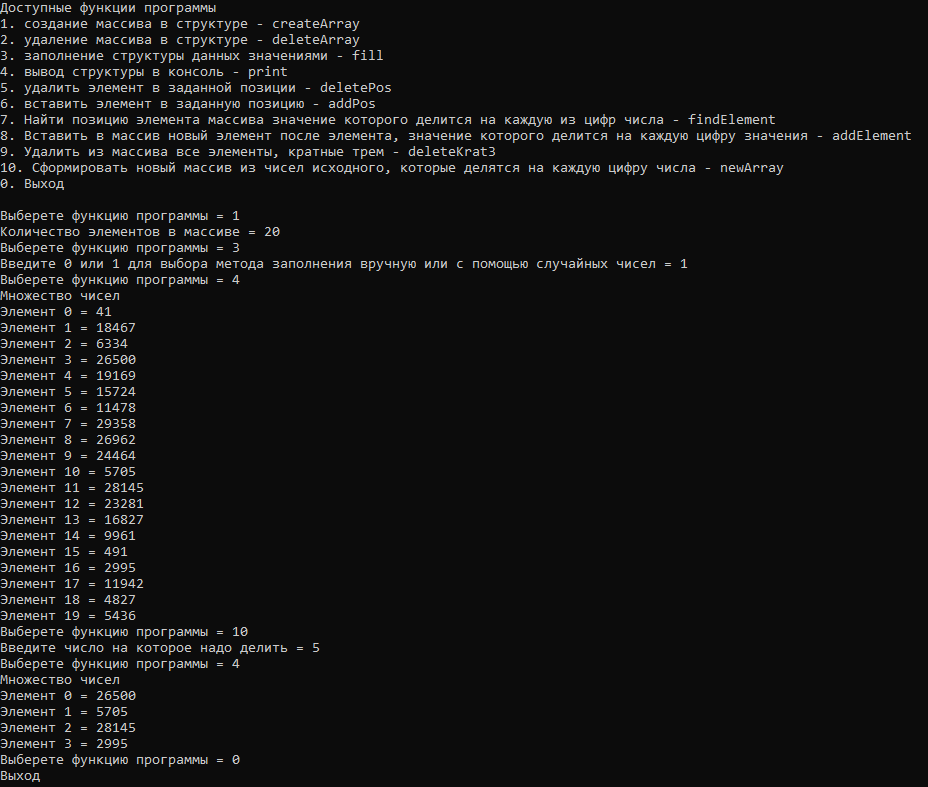 Доступные функции программы
1. создание массива в структуре - createArray
2. удаление массива в структуре - deleteArray
3. заполнение структуры данных значениями - fill
4. вывод структуры в консоль - print
5. удалить элемент в заданной позиции - deletePos
6. вставить элемент в заданную позицию - addPos
7. Найти позицию элемента массива значение которого делится на каждую из цифр числа - findElement
8. Вставить в массив новый элемент после элемента, значение которого делится на каждую цифру значения - addElement
9. Удалить из массива все элементы, кратные трем - deleteKrat3
10. Сформировать новый массив из чисел исходного, которые делятся на каждую цифру числа - newArray
0. Выход
Выберете функцию программы = 1
Количество элементов в массиве = 20
Выберете функцию программы = 3
Введите 0 или 1 для выбора метода заполнения вручную или с помощью случайных чисел = 1
Выберете функцию программы = 4
Множество чисел
Элемент 0 = 41
Элемент 1 = 18467
Элемент 2 = 6334
Элемент 3 = 26500
Элемент 4 = 19169
Элемент 5 = 15724
Элемент 6 = 11478
Элемент 7 = 29358
Элемент 8 = 26962
Элемент 9 = 24464
Элемент 10 = 5705
Элемент 11 = 28145
Элемент 12 = 23281
Элемент 13 = 16827
Элемент 14 = 9961
Элемент 15 = 491
Элемент 16 = 2995
Элемент 17 = 11942
Элемент 18 = 4827
Элемент 19 = 5436
Выберете функцию программы = 10
Введите число на которое надо делить = 5
Выберете функцию программы = 4
Множество чисел
Элемент 0 = 26500
Элемент 1 = 5705
Элемент 2 = 28145
Элемент 3 = 2995
Выберете функцию программы = 0
Выход